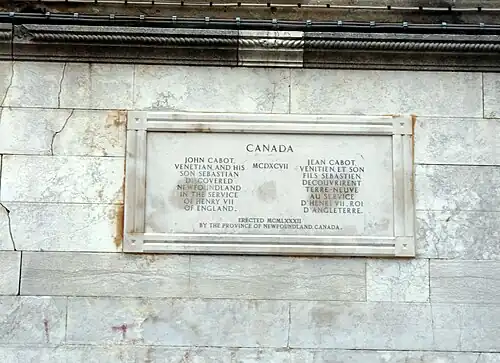 CANADA
JOHN CABOT,
VENETIAN, AND HIS
SON SEBASTIAN
DISCOVERED
NEWFOUNDLAND
IN THE SERVICE
OF HENRY VII
OF ENGLAND.
MCDXCVII
JEAN CABOT,
VENITIEN, ET SON
FILS SEBASTIEN
DECOUVRIRENT
TERRE-NEUVE
AU SERVICE
D'HENRI VII, ROI
D'ANGLETERRE.
ERECTED MCMLXXXII
BY THE PROVINCE OF NEWFOUNDLAND, CANADA.